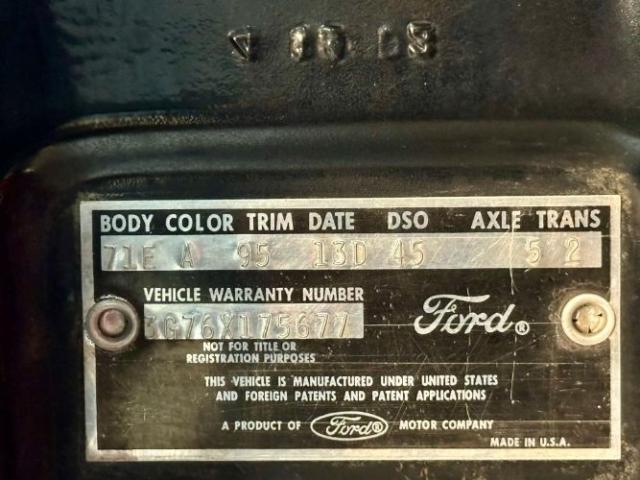 BODY COLOR TRIM DATE DSO AXLE TRANS
71E A 95 13D 45 5 2
VEHICLE WARRANTY NUMBER
3G76X175677
Ford®
NOT FOR TITLE OR
REGISTRATION PURPOSES
THIS VEHICLE IS MANUFACTURED UNDER UNITED STATES
AND FOREIGN PATENTS AND PATENT APPLICATIONS
A PRODUCT OF Ford® MOTOR COMPANY
MADE IN U.S.A.